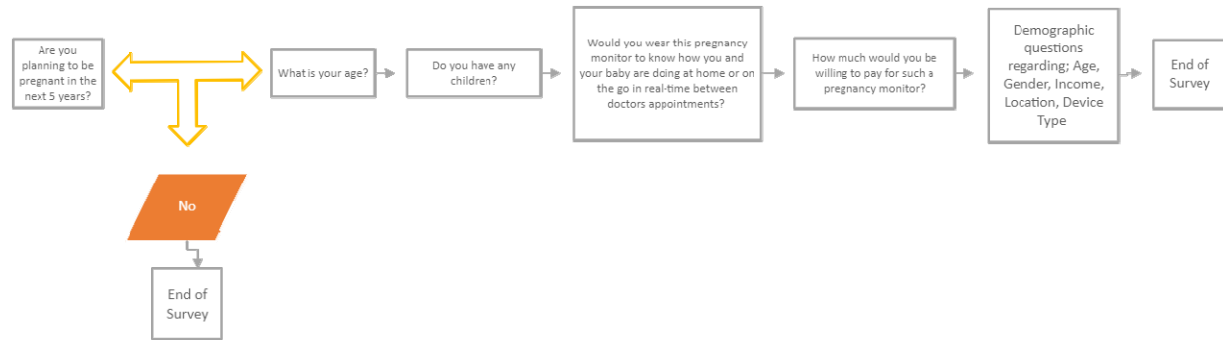 Are you
planning to be
pregnant in the
next 5 years?
What is your age?
Do you have any
children?
Would you wear this pregnancy
monitor to know how you and
your baby are doing at home or on
the go in real-time between
doctors appointments?
How much would you be
willing to pay for such a
pregnancy monitor?
Demographic
questions
regarding; Age,
Gender, Income,
Location, Device
Type
End of
Survey
No
End of
Survey